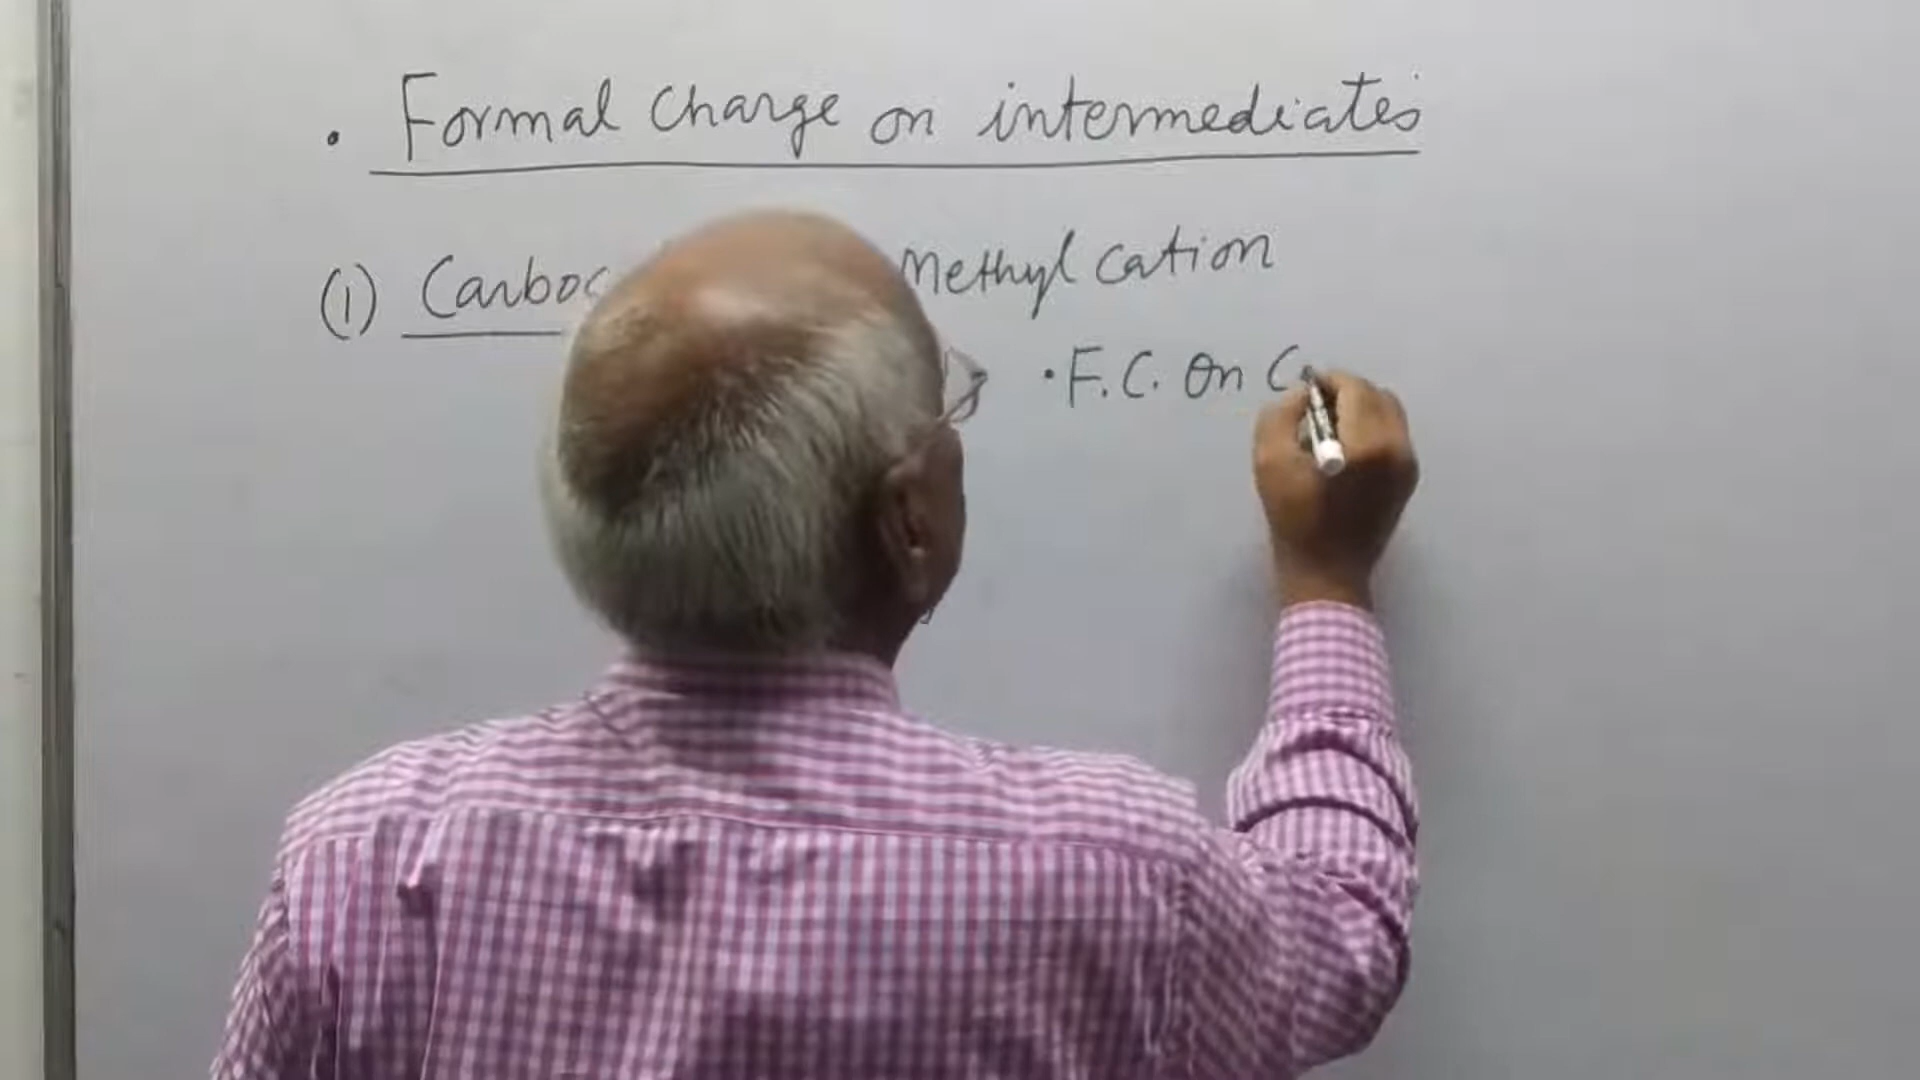 . Formal Charge on intermediates
(1) Carboc Methyl cation
• F.C. on C